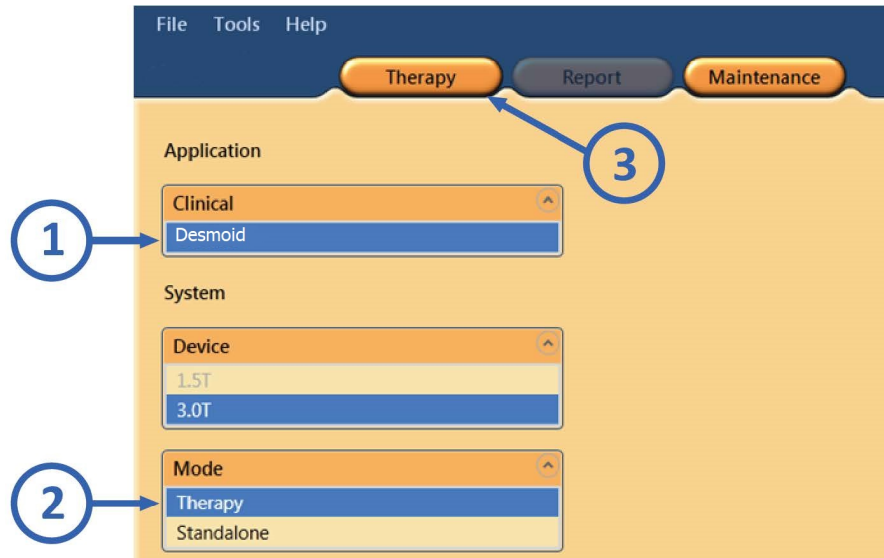 File Tools Help
Therapy Report Maintenance
3
Application
Clinical
1
Desmoid
System
Device
1.5T
3.0T
Mode
2
Therapy
Standalone